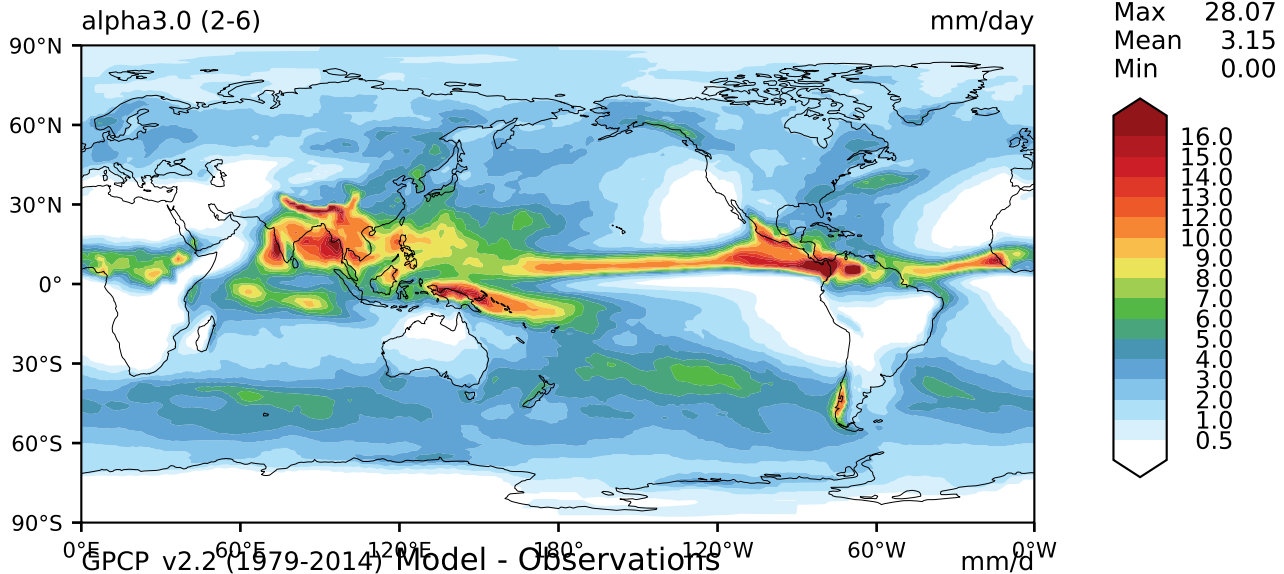 alpha3.0 (2-6) mm/day
Max 28.07
Mean 3.15
Min 0.00
90°N
60°N
30°N
0°
30°S
60°S
90°S
16.0
15.0
14.0
13.0
12.0
10.0
9.0
8.0
7.0
6.0
5.0
4.0
3.0
2.0
1.0
0.5
0°E 60°E 120°E 180° 120°W 60°W 0°W
GPCP v2.2 (1979-2014) Model - Observations mm/d